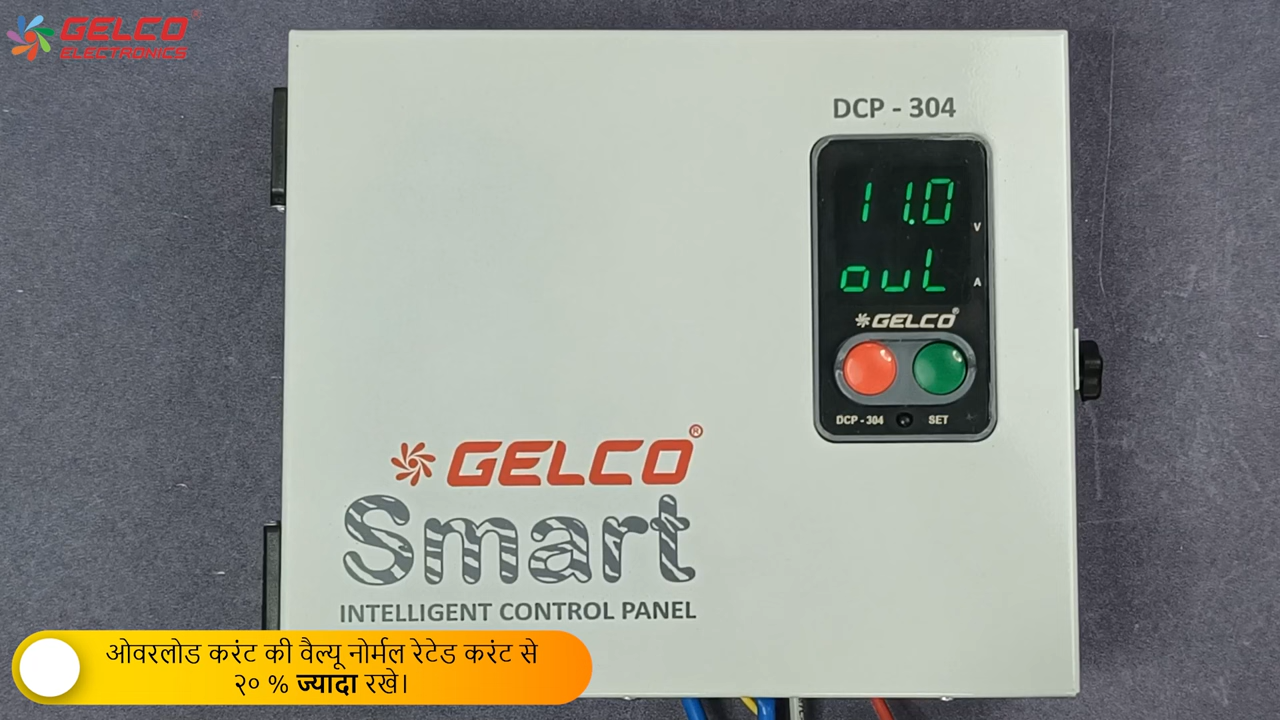 GELCO®
ELECTRONICS
DCP - 304
11.0
V
ouL
A
GELCO®
DCP - 304 SET
GELCO®
Smart
INTELLIGENT CONTROL PANEL
ओवरलोड करंट की वैल्यू नोर्मल रेटेड करंट से
२० % ज्यादा रखे।